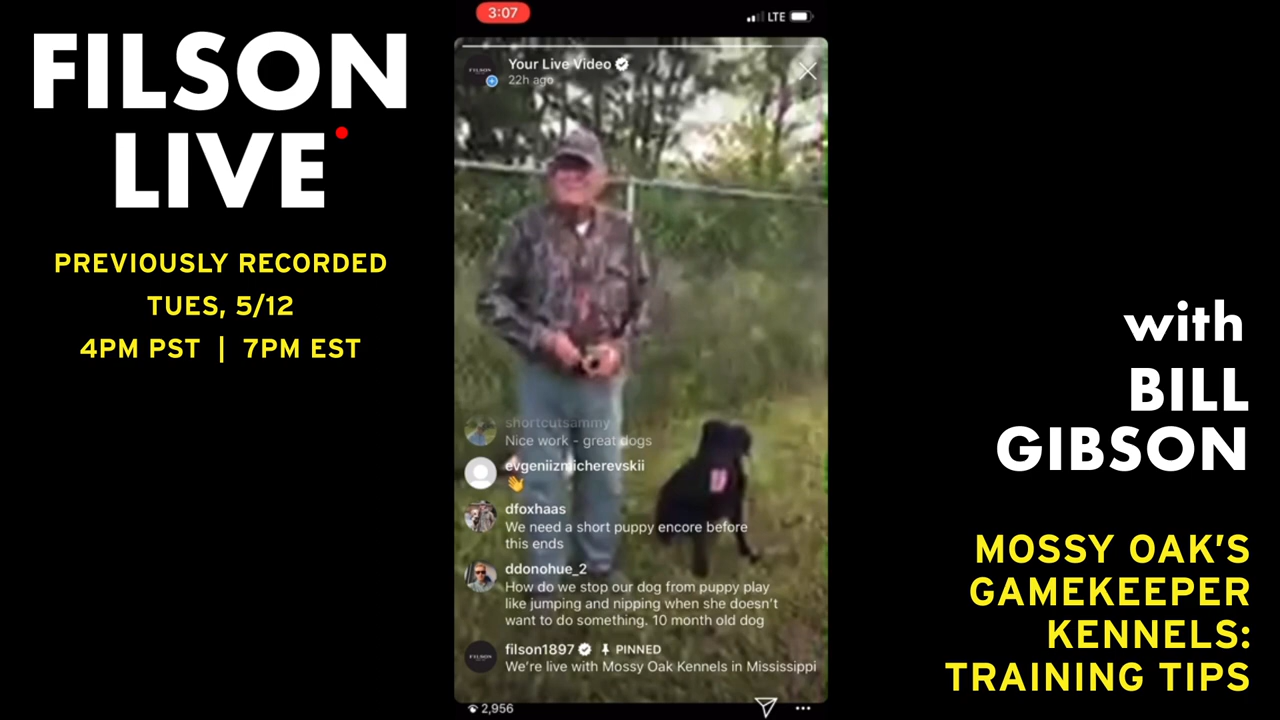 FILSON
LIVE
PREVIOUSLY RECORDED
TUES, 5/12
4PM PST | 7PM EST
3:07
LTE
FILSON
Your Live Video
22h ago
shortcutsammy
Nice work - great dogs
evgeniizmicherevskii
👋
dfoxhaas
We need a short puppy encore before
this ends
ddonohue_2
How do we stop our dog from puppy play
like jumping and nipping when she doesn't
want to do something. 10 month old dog
FILSON
filson1897 PINNED
We're live with Mossy Oak Kennels in Mississippi
2,956
with
BILL
GIBSON
MOSSY OAK'S
GAMEKEEPER
KENNELS:
TRAINING TIPS